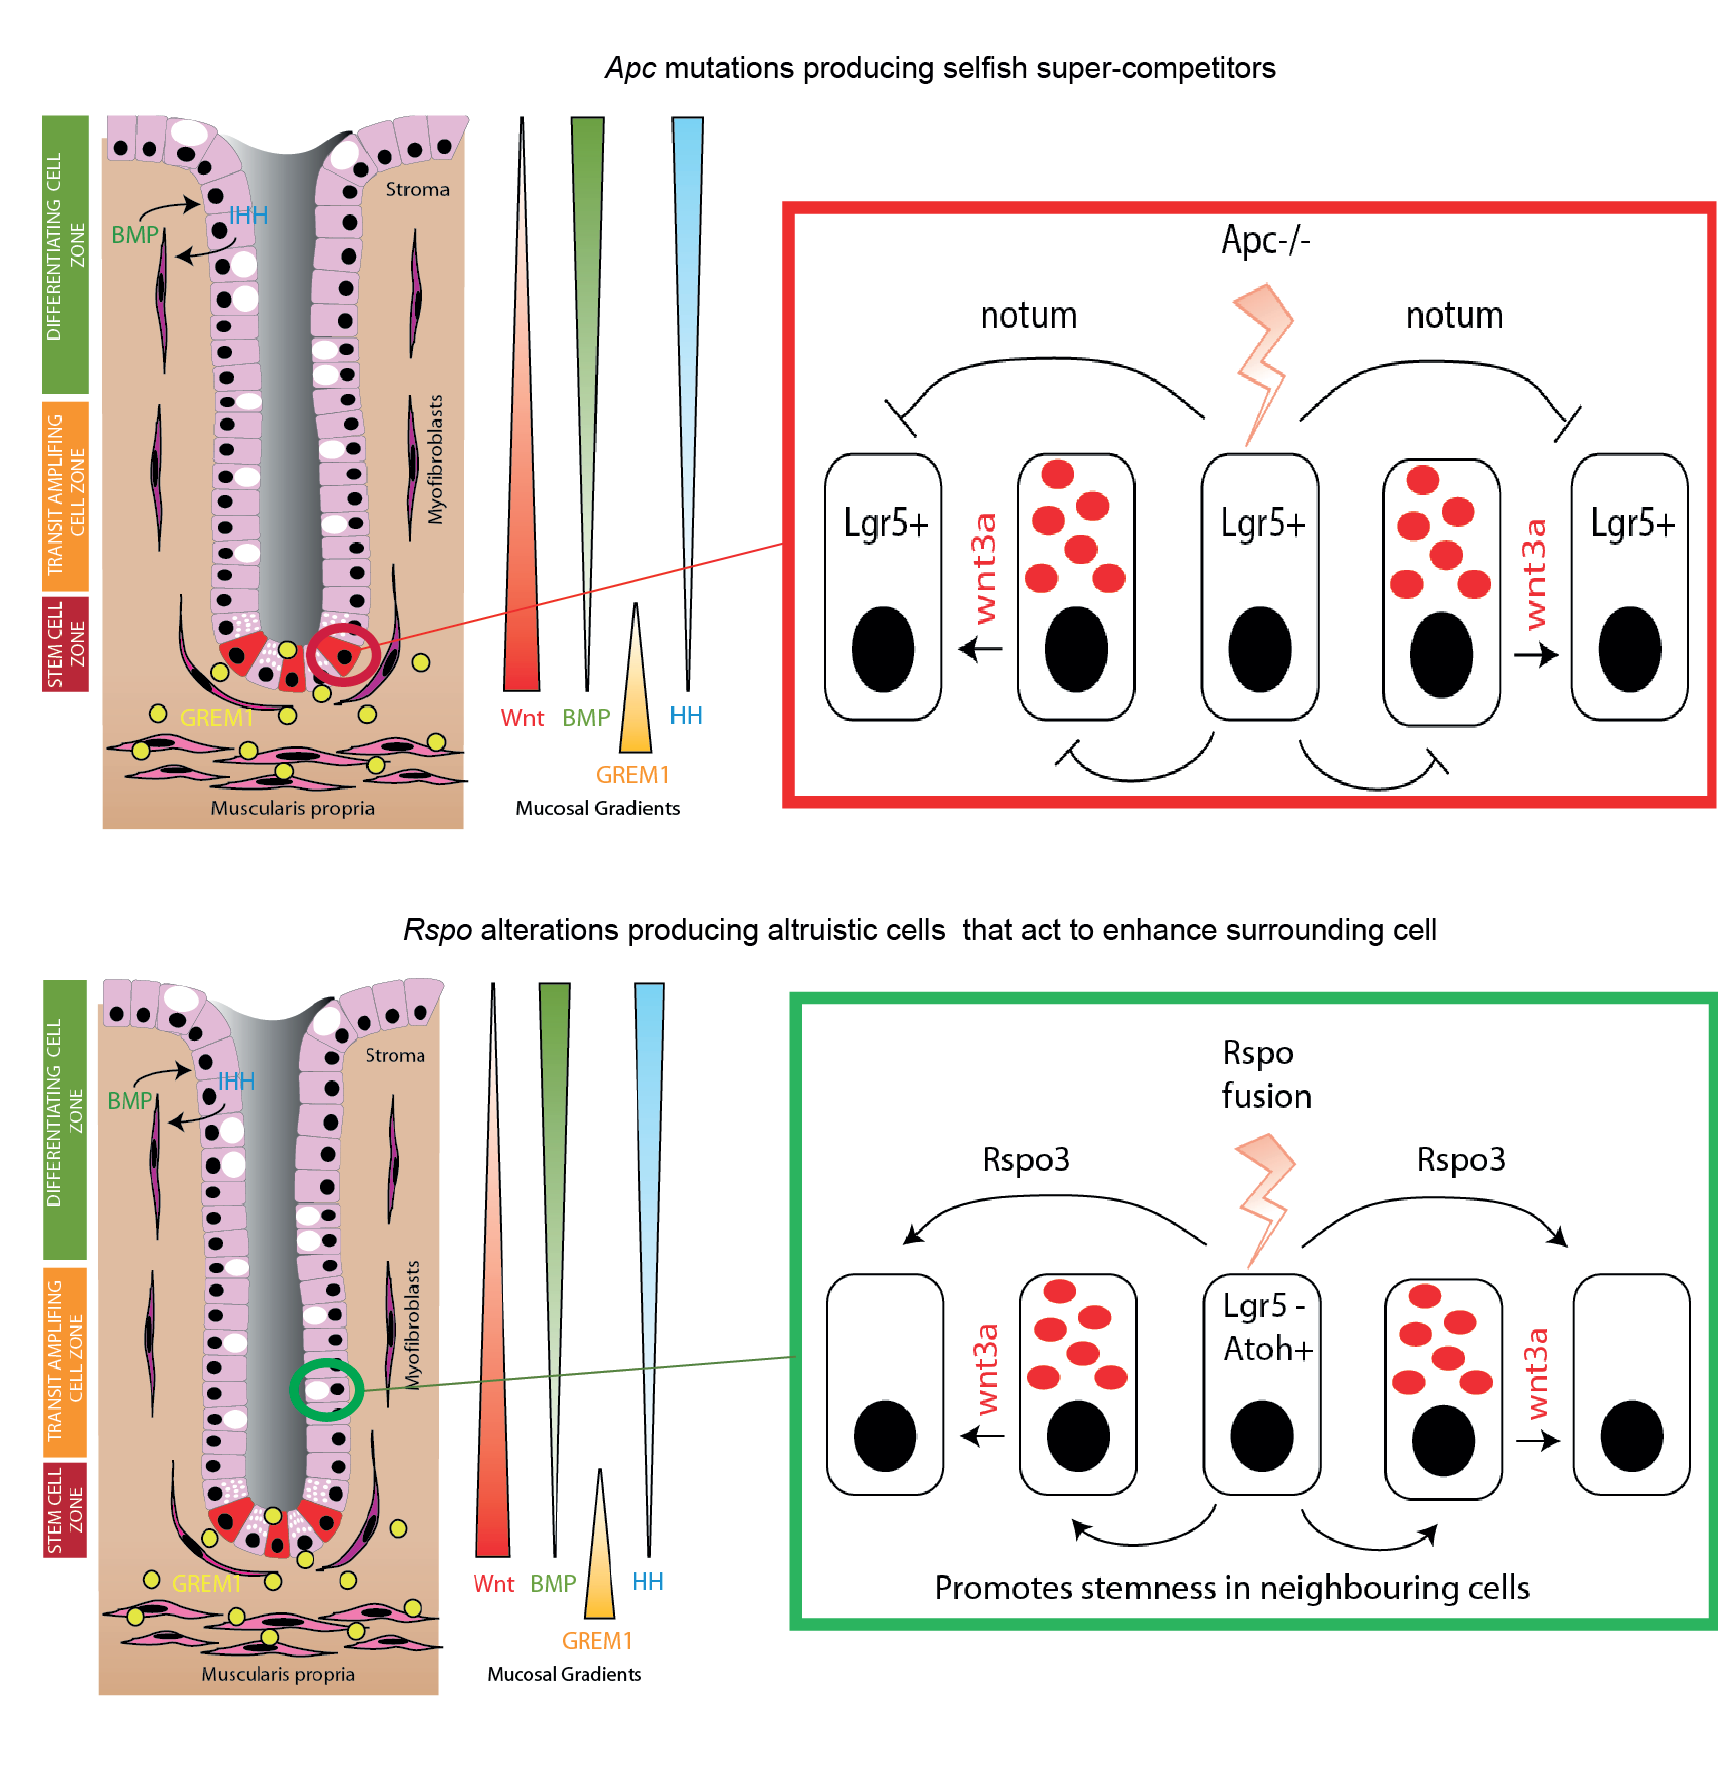 Apc mutations producing selfish super-competitors
DIFFERENTIATING CELL
ZONE
TRANSIT AMPLIFING
CELL ZONE
STEM CELL
ZONE
Stroma
IHH
BMP
Myofibroblasts
GREM1
Muscularis propria
Wnt
BMP
HH
GREM1
Mucosal Gradients
Apc-/-
notum
notum
Lgr5+
wnt3a
Lgr5+
wnt3a
Lgr5+
Rspo alterations producing altruistic cells that act to enhance surrounding cell
DIFFERENTIATING CELL
ZONE
TRANSIT AMPLIFING
CELL ZONE
STEM CELL
ZONE
Stroma
IHH
BMP
Myofibroblasts
GREM1
Muscularis propria
Wnt
BMP
HH
GREM1
Mucosal Gradients
Rspo
fusion
Rspo3
Rspo3
wnt3a
Lgr5 -
Atoh+
wnt3a
Promotes stemness in neighbouring cells